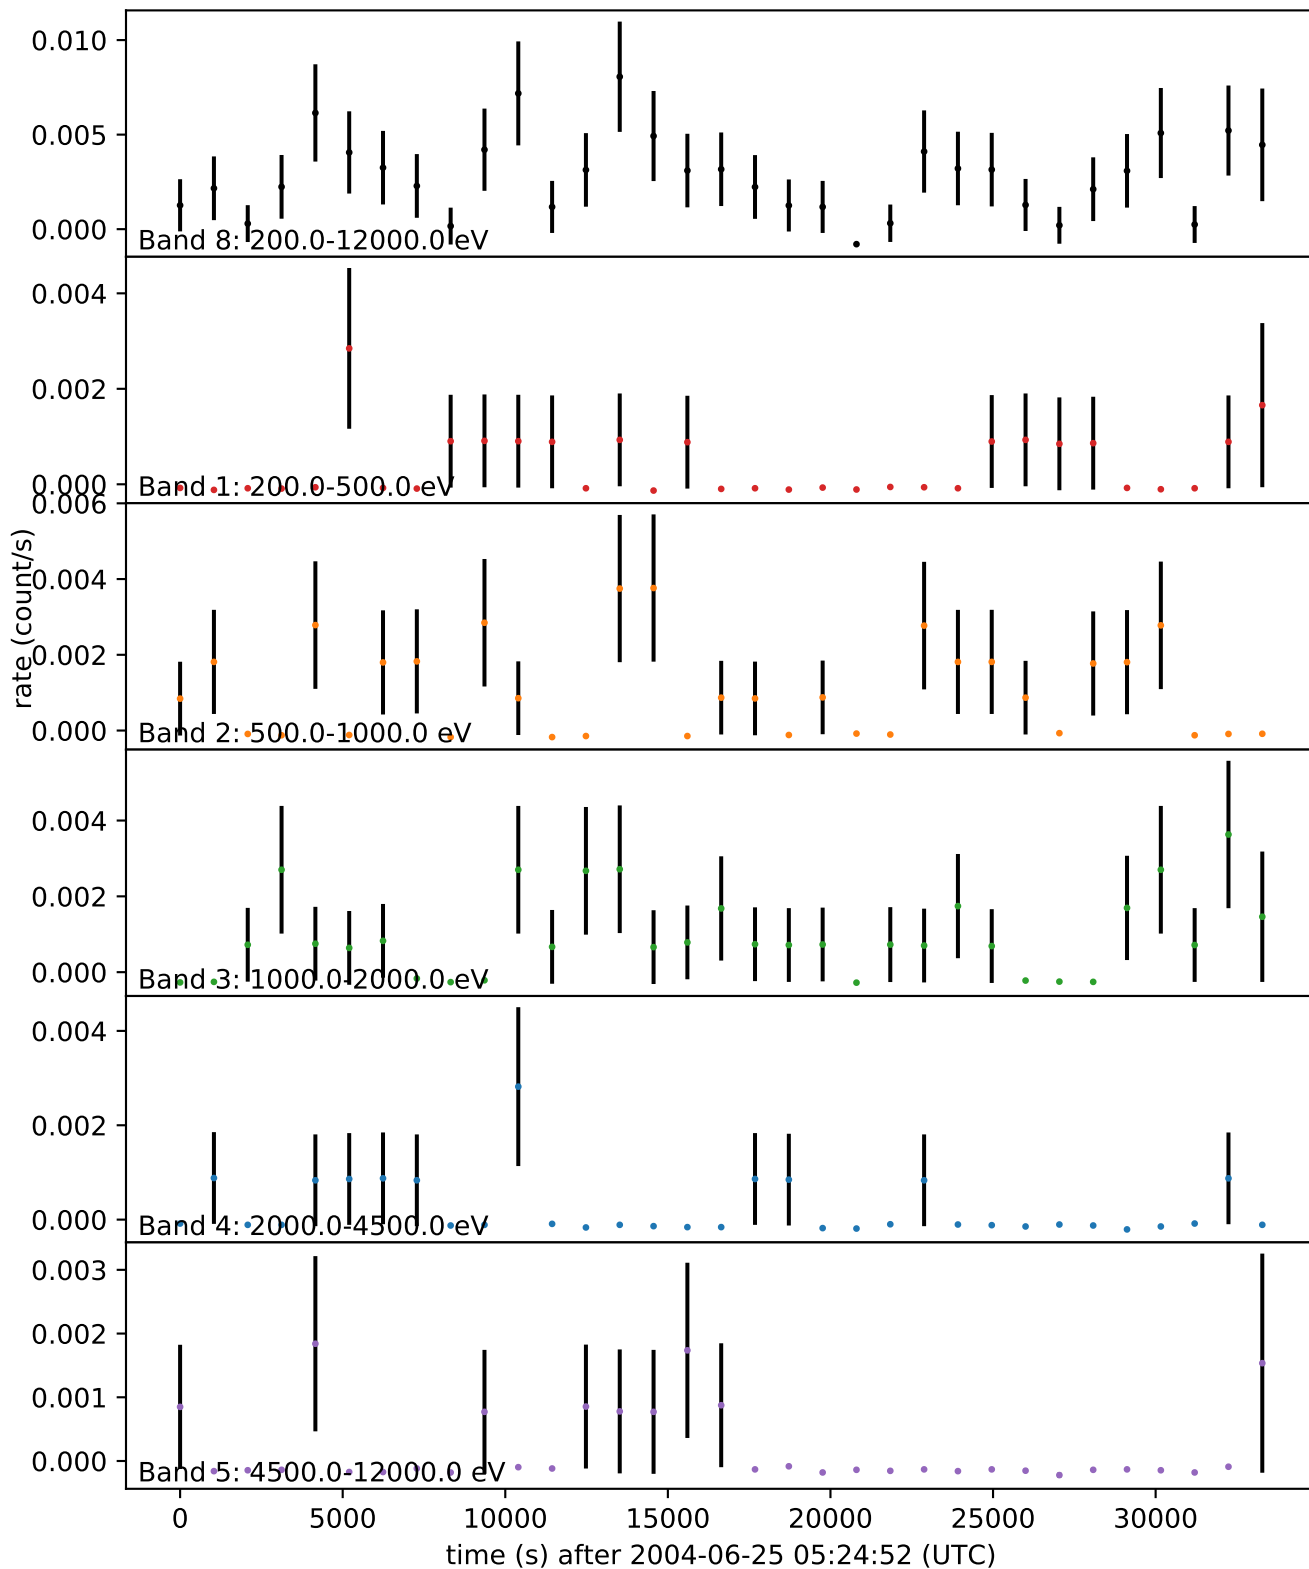 0.010
0.005
0.000
Band 8: 200.0-12000.0 eV
0.004
0.002
0.000
Band 1: 200.0-500.0 eV
0.006
0.004
0.002
0.000
Band 2: 500.0-1000.0 eV
rate (count/s)
0.004
0.002
0.000
Band 3: 1000.0-2000.0 eV
0.004
0.002
0.000
Band 4: 2000.0-4500.0 eV
0.003
0.002
0.001
0.000
Band 5: 4500.0-12000.0 eV
0 5000 10000 15000 20000 25000 30000
time (s) after 2004-06-25 05:24:52 (UTC)